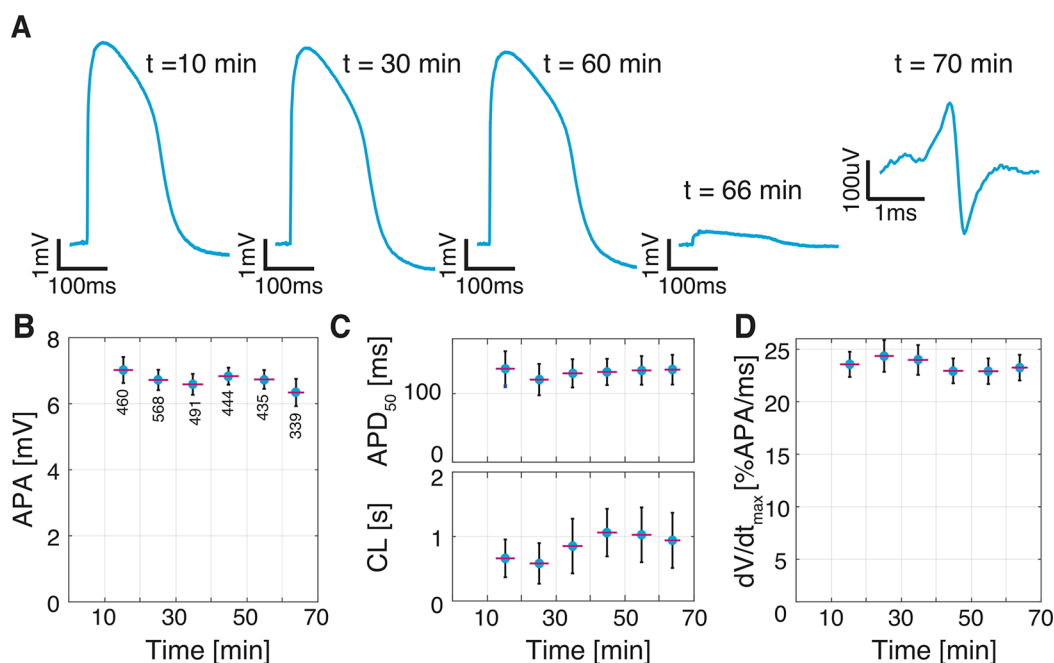 A
t =10 min
t = 30 min
t = 60 min
t = 66 min
t = 70 min
1mV
100ms
1mV
100ms
1mV
100ms
1mV
100ms
100uV
1ms
B
APA [mV]
8
6
4
2
0
460
568
491
444
435
339
10
30
50
70
Time [min]
C
APD50 [ms]
100
0
CL [s]
2
1
0
10
30
50
70
Time [min]
D
dV/dtmax [%APA/ms]
25
23
20
15
10
5
0
10
30
50
70
Time [min]